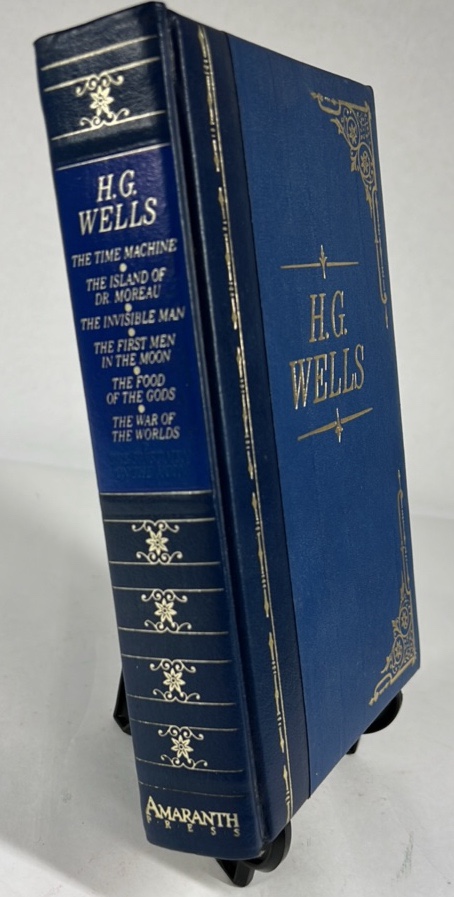 H.G.
WELLS
THE TIME MACHINE
•
THE ISLAND OF
DR. MOREAU
•
THE INVISIBLE MAN
•
THE FIRST MEN
IN THE MOON
•
THE FOOD
OF THE GODS
•
THE WAR OF
THE WORLDS
AMARANTH
PRESS
H.G.
WELLS